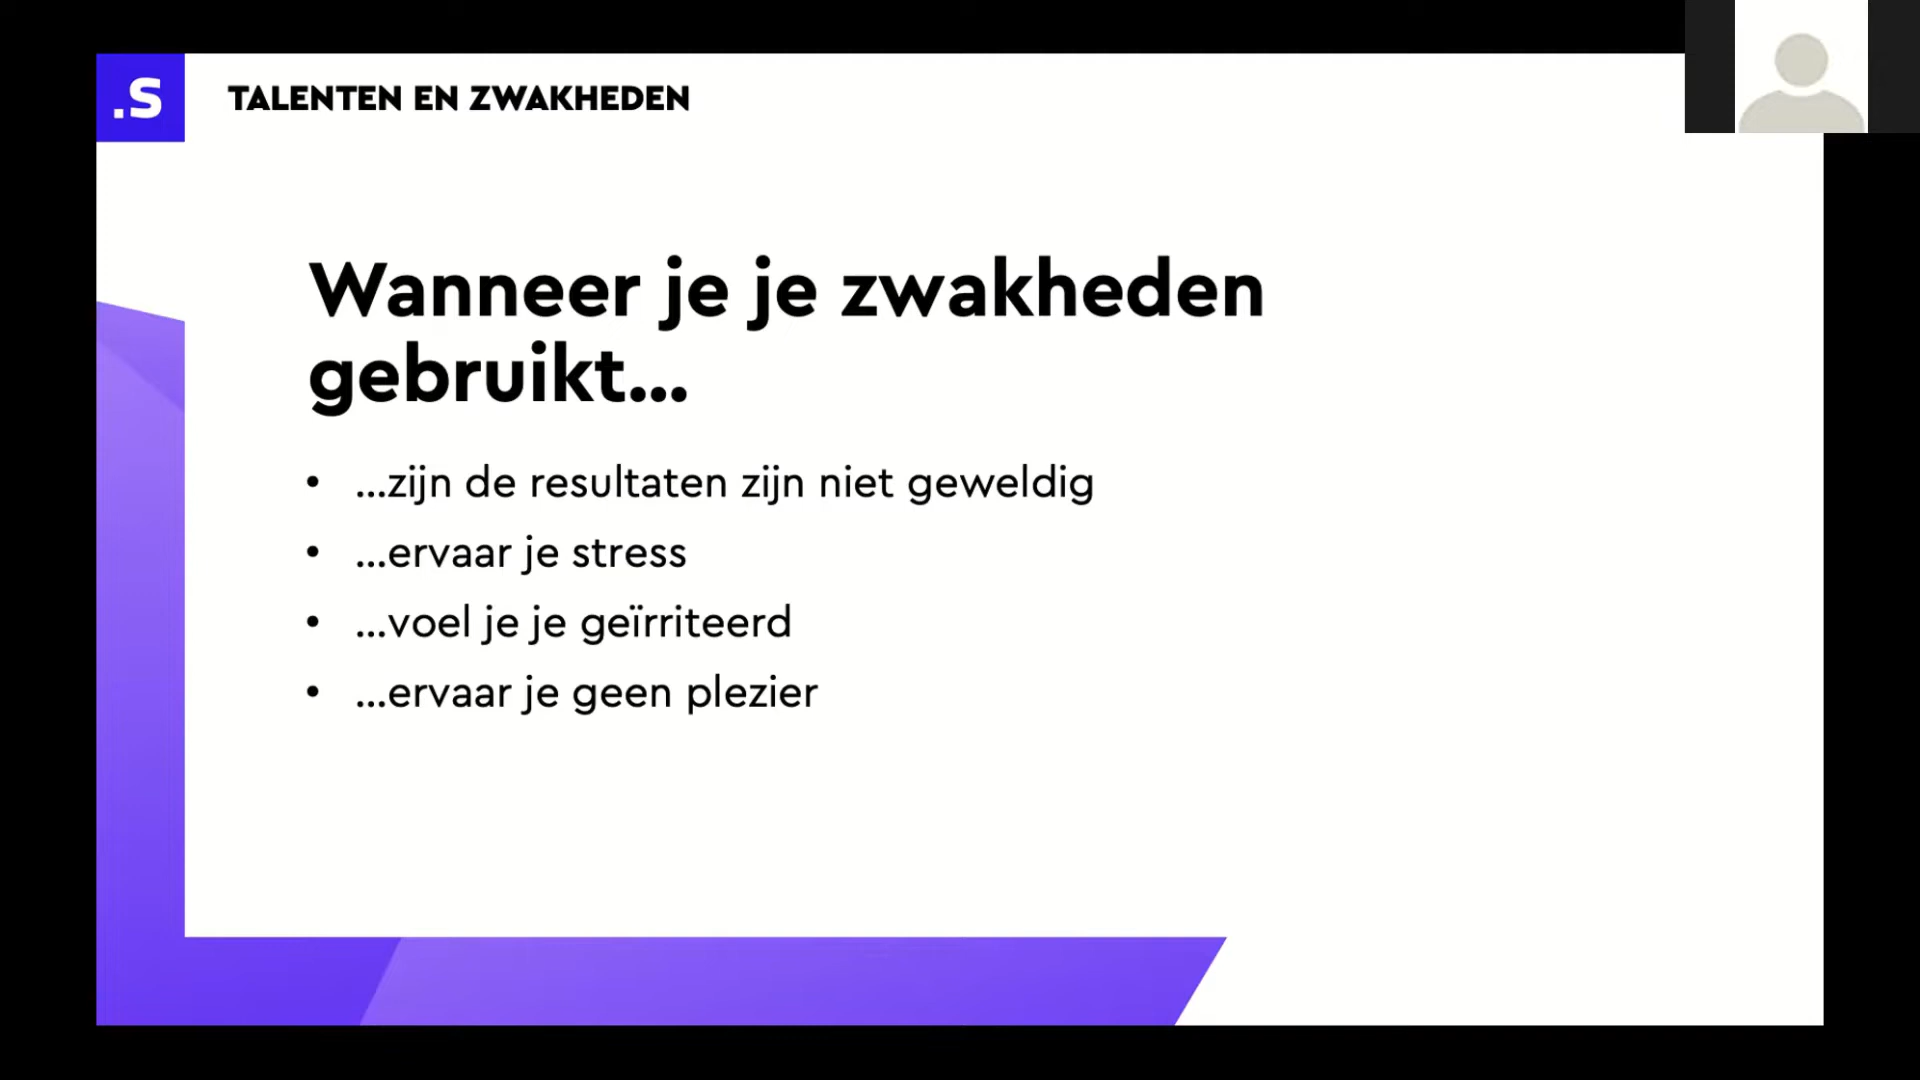 .S
TALENTEN EN ZWAKHEDEN
Wanneer je je zwakheden
gebruikt...
• ...zijn de resultaten zijn niet geweldig
• ...ervaar je stress
• ...voel je je geïrriteerd
• ...ervaar je geen plezier